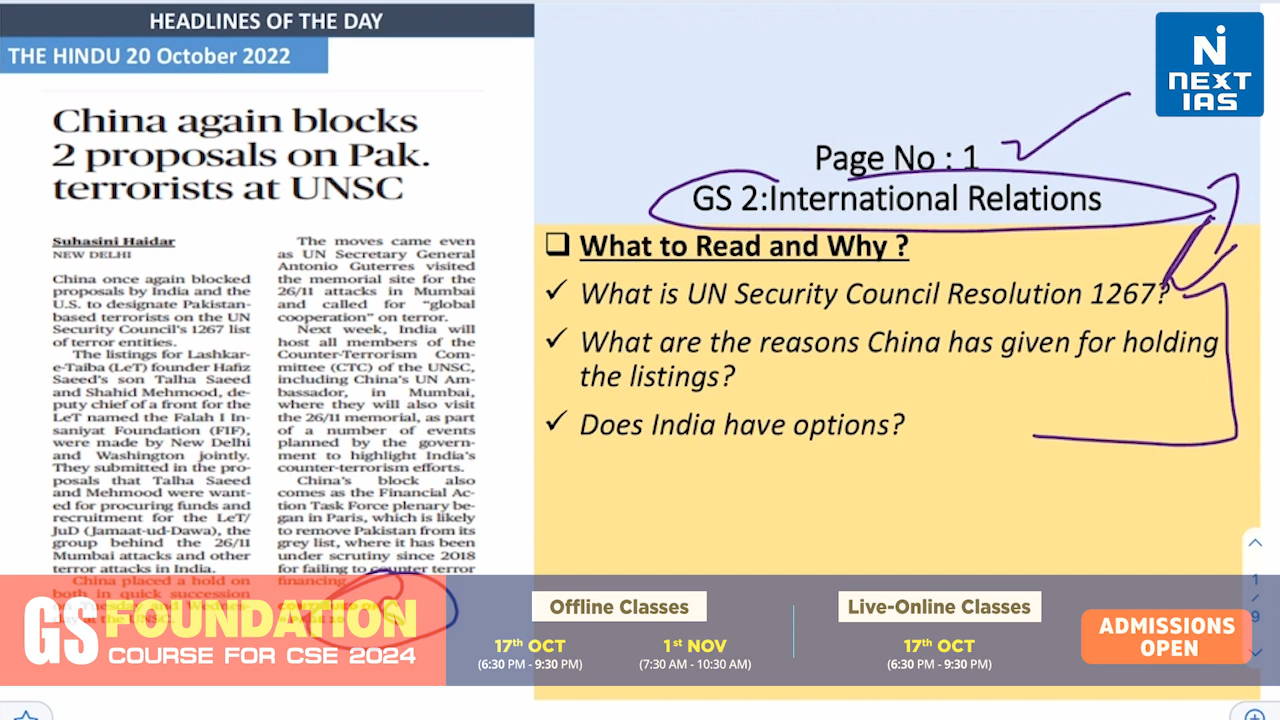 HEADLINES OF THE DAY
THE HINDU 20 October 2022
China again blocks
2 proposals on Pak.
terrorists at UNSC
Suhasini Haidar
NEW DELHI
China once again blocked
proposals by India and the
U.S. to designate Pakistan-
based terrorists on the UN
Security Council's 1267 list
of terror entities.
The listings for Lashkar-
e-Taiba (LeT) founder Hafiz
Saeed's son Talha Saeed
and Shahid Mehmood, de-
puty chief of a front for the
LeT named the Falah I In-
saniyat Foundation (FIF),
were made by New Delhi
and Washington jointly.
They submitted in the pro-
posals that Talha Saeed
and Mehmood were want-
ed for procuring funds and
recruitment for the LeT/
JuD (Jamaat-ud-Dawa), the
group behind the 26/11
Mumbai attacks and other
terror attacks in India.
China placed a hold on
both in quick succession
The moves came even
as UN Secretary General
Antonio Guterres visited
the memorial site for the
26/11 attacks in Mumbai
and called for “global
cooperation” on terror.
Next week, India will
host all members of the
Counter-Terrorism Com-
mittee (CTC) of the UNSC,
including China's UN Am-
bassador, in Mumbai,
where they will also visit
the 26/11 memorial, as part
of a number of events
planned by the govern-
ment to highlight India's
counter-terrorism efforts.
China's block also
comes as the Financial Ac-
tion Task Force plenary be-
gan in Paris, which is likely
to remove Pakistan from its
grey list, where it has been
under scrutiny since 2018
for failing to counter terror
financing.
NEXT
IAS
Page No : 1
GS 2:International Relations
What to Read and Why ?
What is UN Security Council Resolution 1267?
What are the reasons China has given for holding
the listings?
Does India have options?
GS FOUNDATION
COURSE FOR CSE 2024
Offline Classes
17th OCT
(6:30 PM - 9:30 PM)
1st NOV
(7:30 AM - 10:30 AM)
Live-Online Classes
17th OCT
(6:30 PM - 9:30 PM)
ADMISSIONS
OPEN
1
/
9